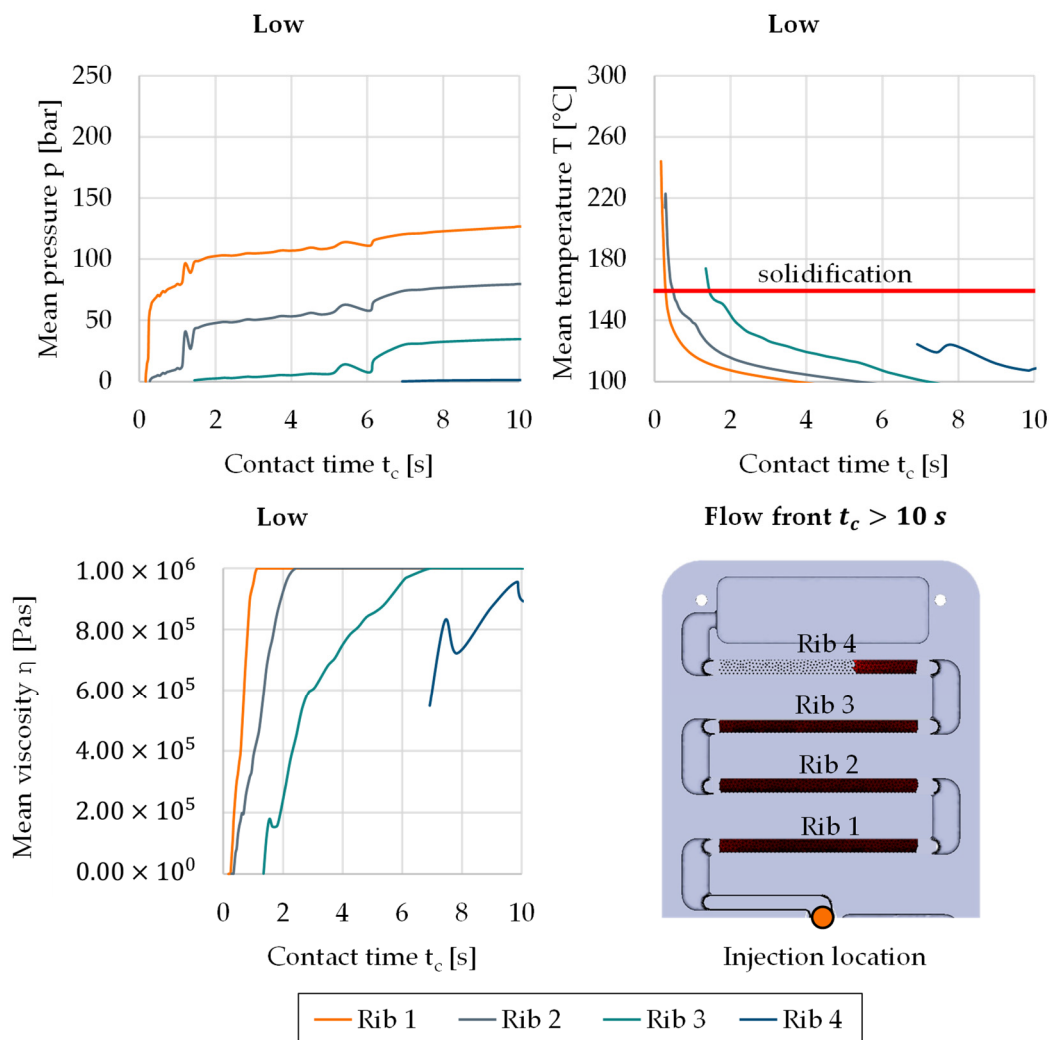 Low
Low
Mean pressure p [bar]
250
200
150
100
50
0
0 2 4 6 8 10
Contact time t_c [s]
Mean temperature T [°C]
300
260
220
180
140
100
solidification
0 2 4 6 8 10
Contact time t_c [s]
Low
Mean viscosity η [Pas]
1.00 × 10⁶
8.00 × 10⁵
6.00 × 10⁵
4.00 × 10⁵
2.00 × 10⁵
0.00 × 10⁰
0 2 4 6 8 10
Contact time t_c [s]
Flow front t_c > 10 s
Rib 4
Rib 3
Rib 2
Rib 1
Injection location
Rib 1 Rib 2 Rib 3 Rib 4